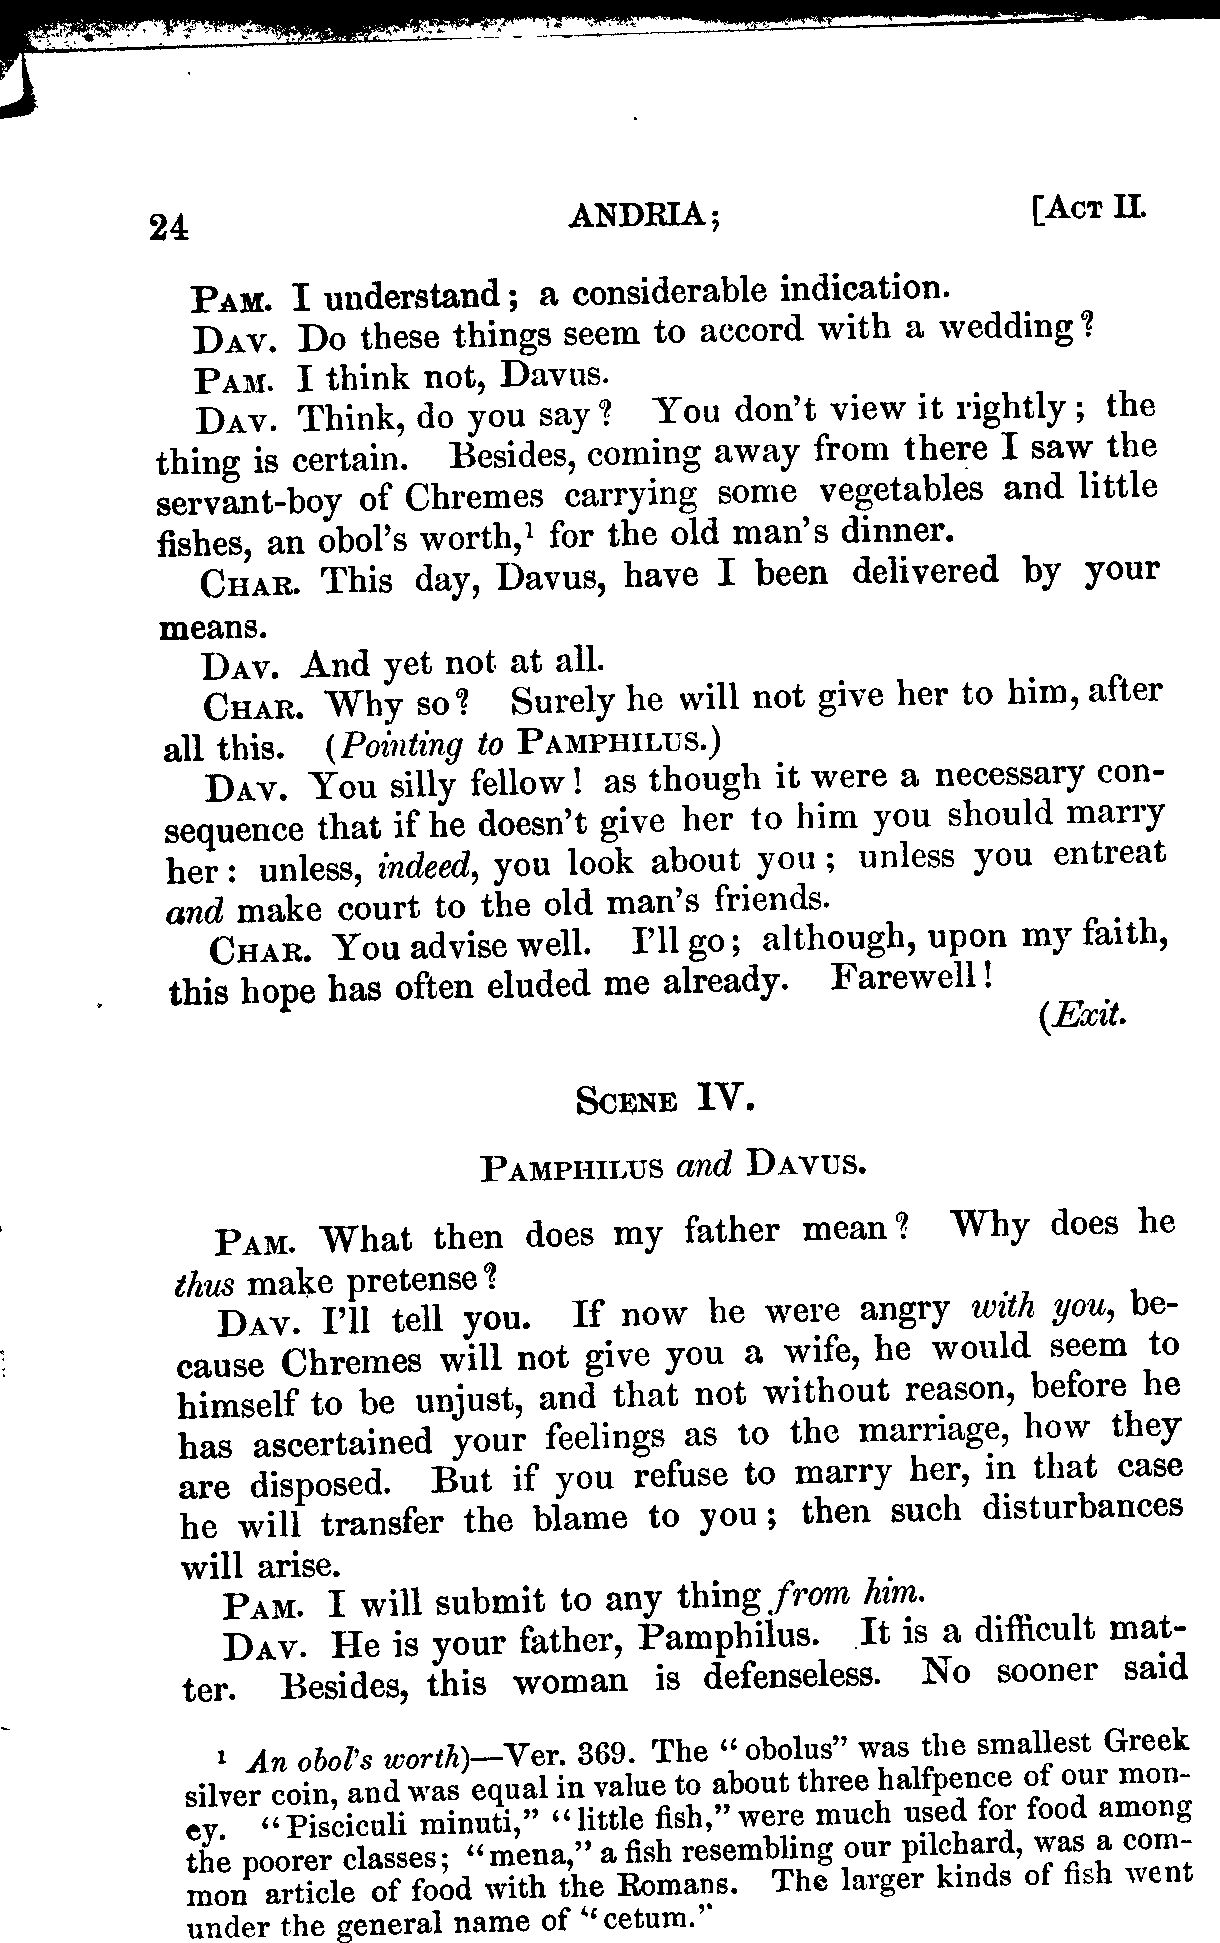 24 ANDRIA; [ACT II.
PAM. I understand; a considerable indication.
DAV. Do these things seem to accord with a wedding?
PAM. I think not, Davus.
DAV. Think, do you say? You don't view it rightly; the
thing is certain. Besides, coming away from there I saw the
servant-boy of Chremes carrying some vegetables and little
fishes, an obol's worth,¹ for the old man's dinner.
CHAR. This day, Davus, have I been delivered by your
means.
DAV. And yet not at all.
CHAR. Why so? Surely he will not give her to him, after
all this. (Pointing to PAMPHILUS.)
DAV. You silly fellow! as though it were a necessary con-
sequence that if he doesn't give her to him you should marry
her: unless, indeed, you look about you; unless you entreat
and make court to the old man's friends.
CHAR. You advise well. I'll go; although, upon my faith,
this hope has often eluded me already. Farewell!
(Exit.
SCENE IV.
PAMPHILUS and DAVUS.
PAM. What then does my father mean? Why does he
thus make pretense?
DAV. I'll tell you. If now he were angry with you, be-
cause Chremes will not give you a wife, he would seem to
himself to be unjust, and that not without reason, before he
has ascertained your feelings as to the marriage, how they
are disposed. But if you refuse to marry her, in that case
he will transfer the blame to you; then such disturbances
will arise.
PAM. I will submit to any thing from him.
DAV. He is your father, Pamphilus. It is a difficult mat-
ter. Besides, this woman is defenseless. No sooner said
¹ An obol's worth)—Ver. 369. The "obolus" was the smallest Greek
silver coin, and was equal in value to about three halfpence of our mon-
ey. "Pisciculi minuti," "little fish," were much used for food among
the poorer classes; "mena," a fish resembling our pilchard, was a com-
mon article of food with the Romans. The larger kinds of fish went
under the general name of "cetum."